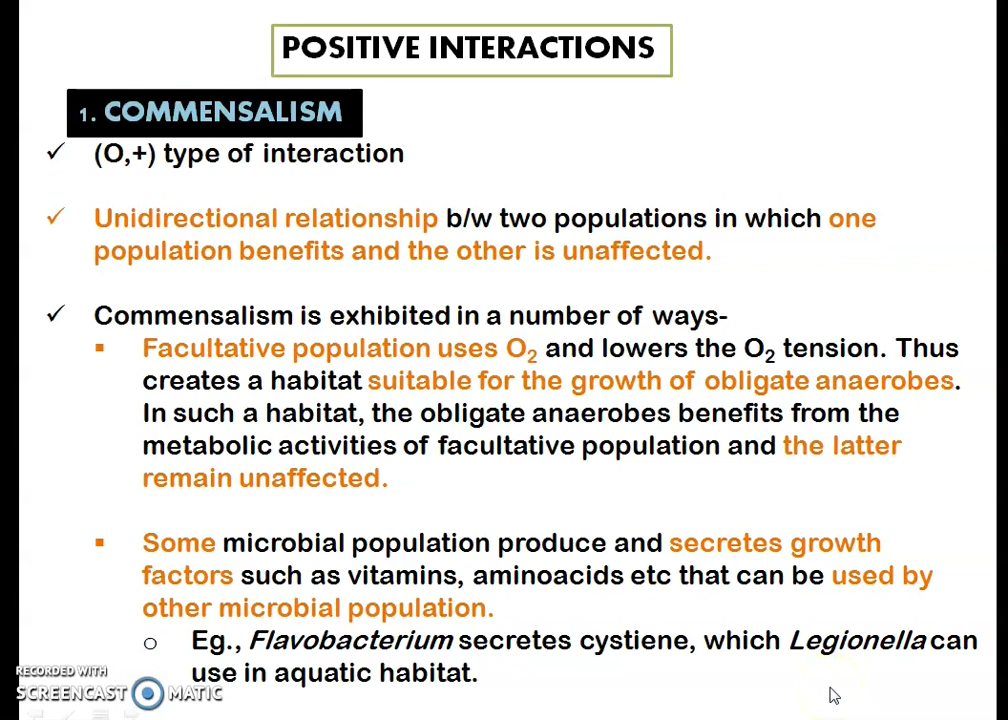 POSITIVE INTERACTIONS
1. COMMENSALISM
✓ (O,+) type of interaction
✓ Unidirectional relationship b/w two populations in which one
population benefits and the other is unaffected.
✓ Commensalism is exhibited in a number of ways-
▪ Facultative population uses O₂ and lowers the O₂ tension. Thus
creates a habitat suitable for the growth of obligate anaerobes.
In such a habitat, the obligate anaerobes benefits from the
metabolic activities of facultative population and the latter
remain unaffected.
▪ Some microbial population produce and secretes growth
factors such as vitamins, aminoacids etc that can be used by
other microbial population.
o Eg., Flavobacterium secretes cystiene, which Legionella can
use in aquatic habitat.
RECORDED WITH
SCREENCAST MATIC